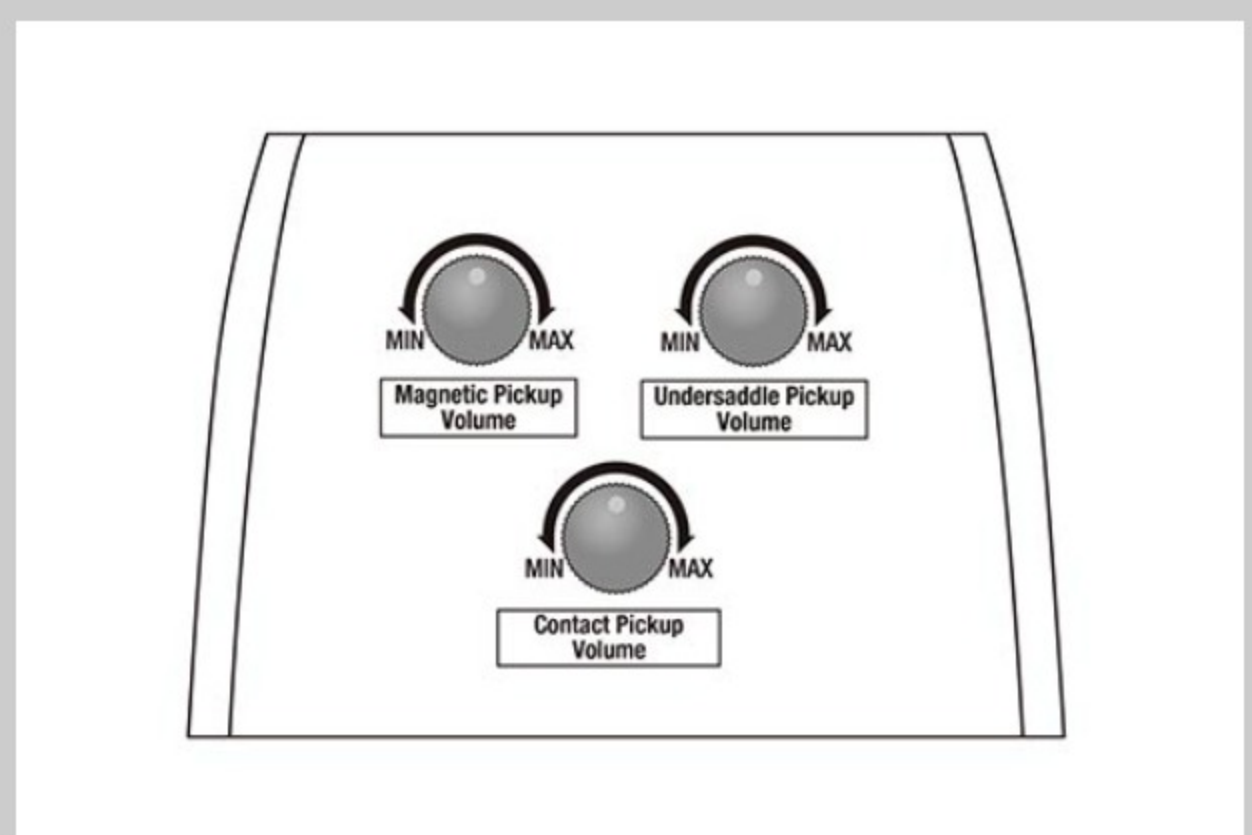 MIN MAX MIN MAX
Magnetic Pickup
Volume
Undersaddle Pickup
Volume
MIN MAX
Contact Pickup
Volume